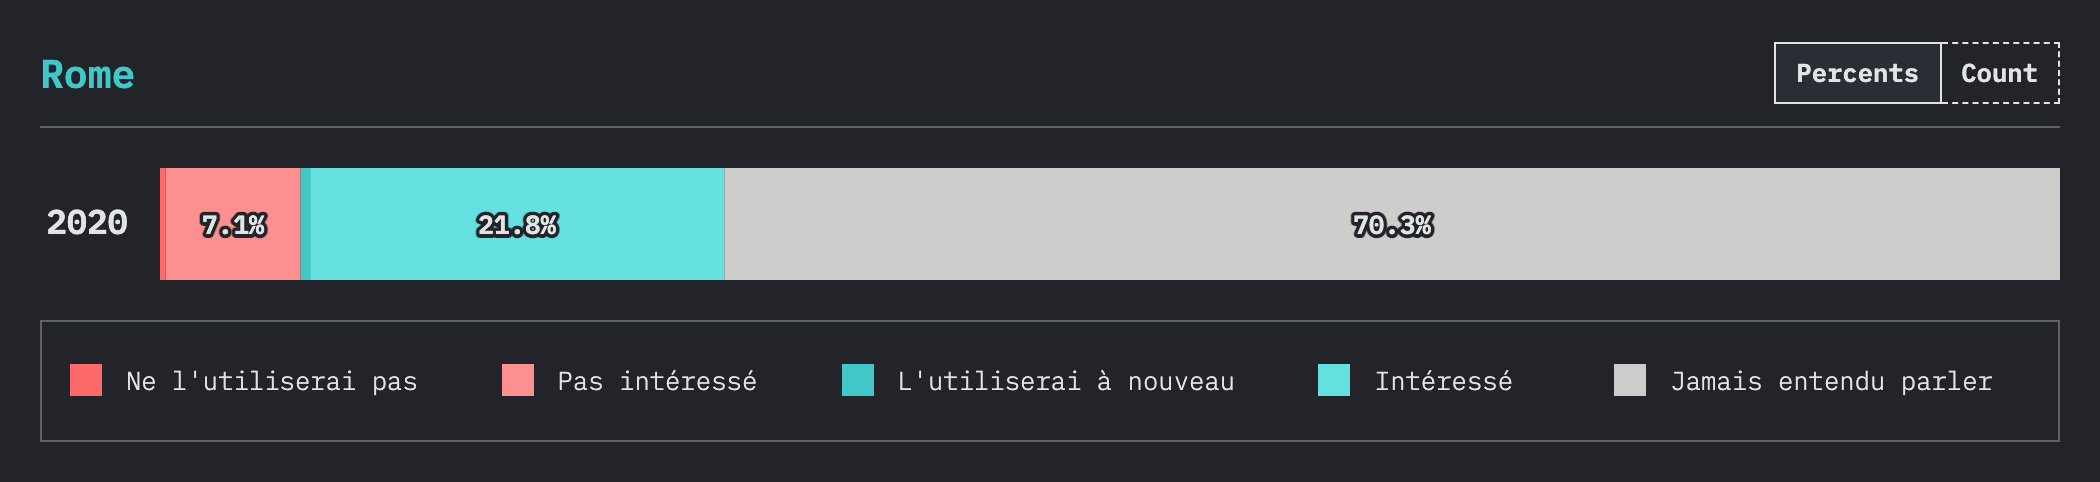 Rome
Percents Count
2020 7.1% 21.8% 70.3%
Ne l'utiliserai pas Pas intéressé L'utiliserai à nouveau Intéressé Jamais entendu parler